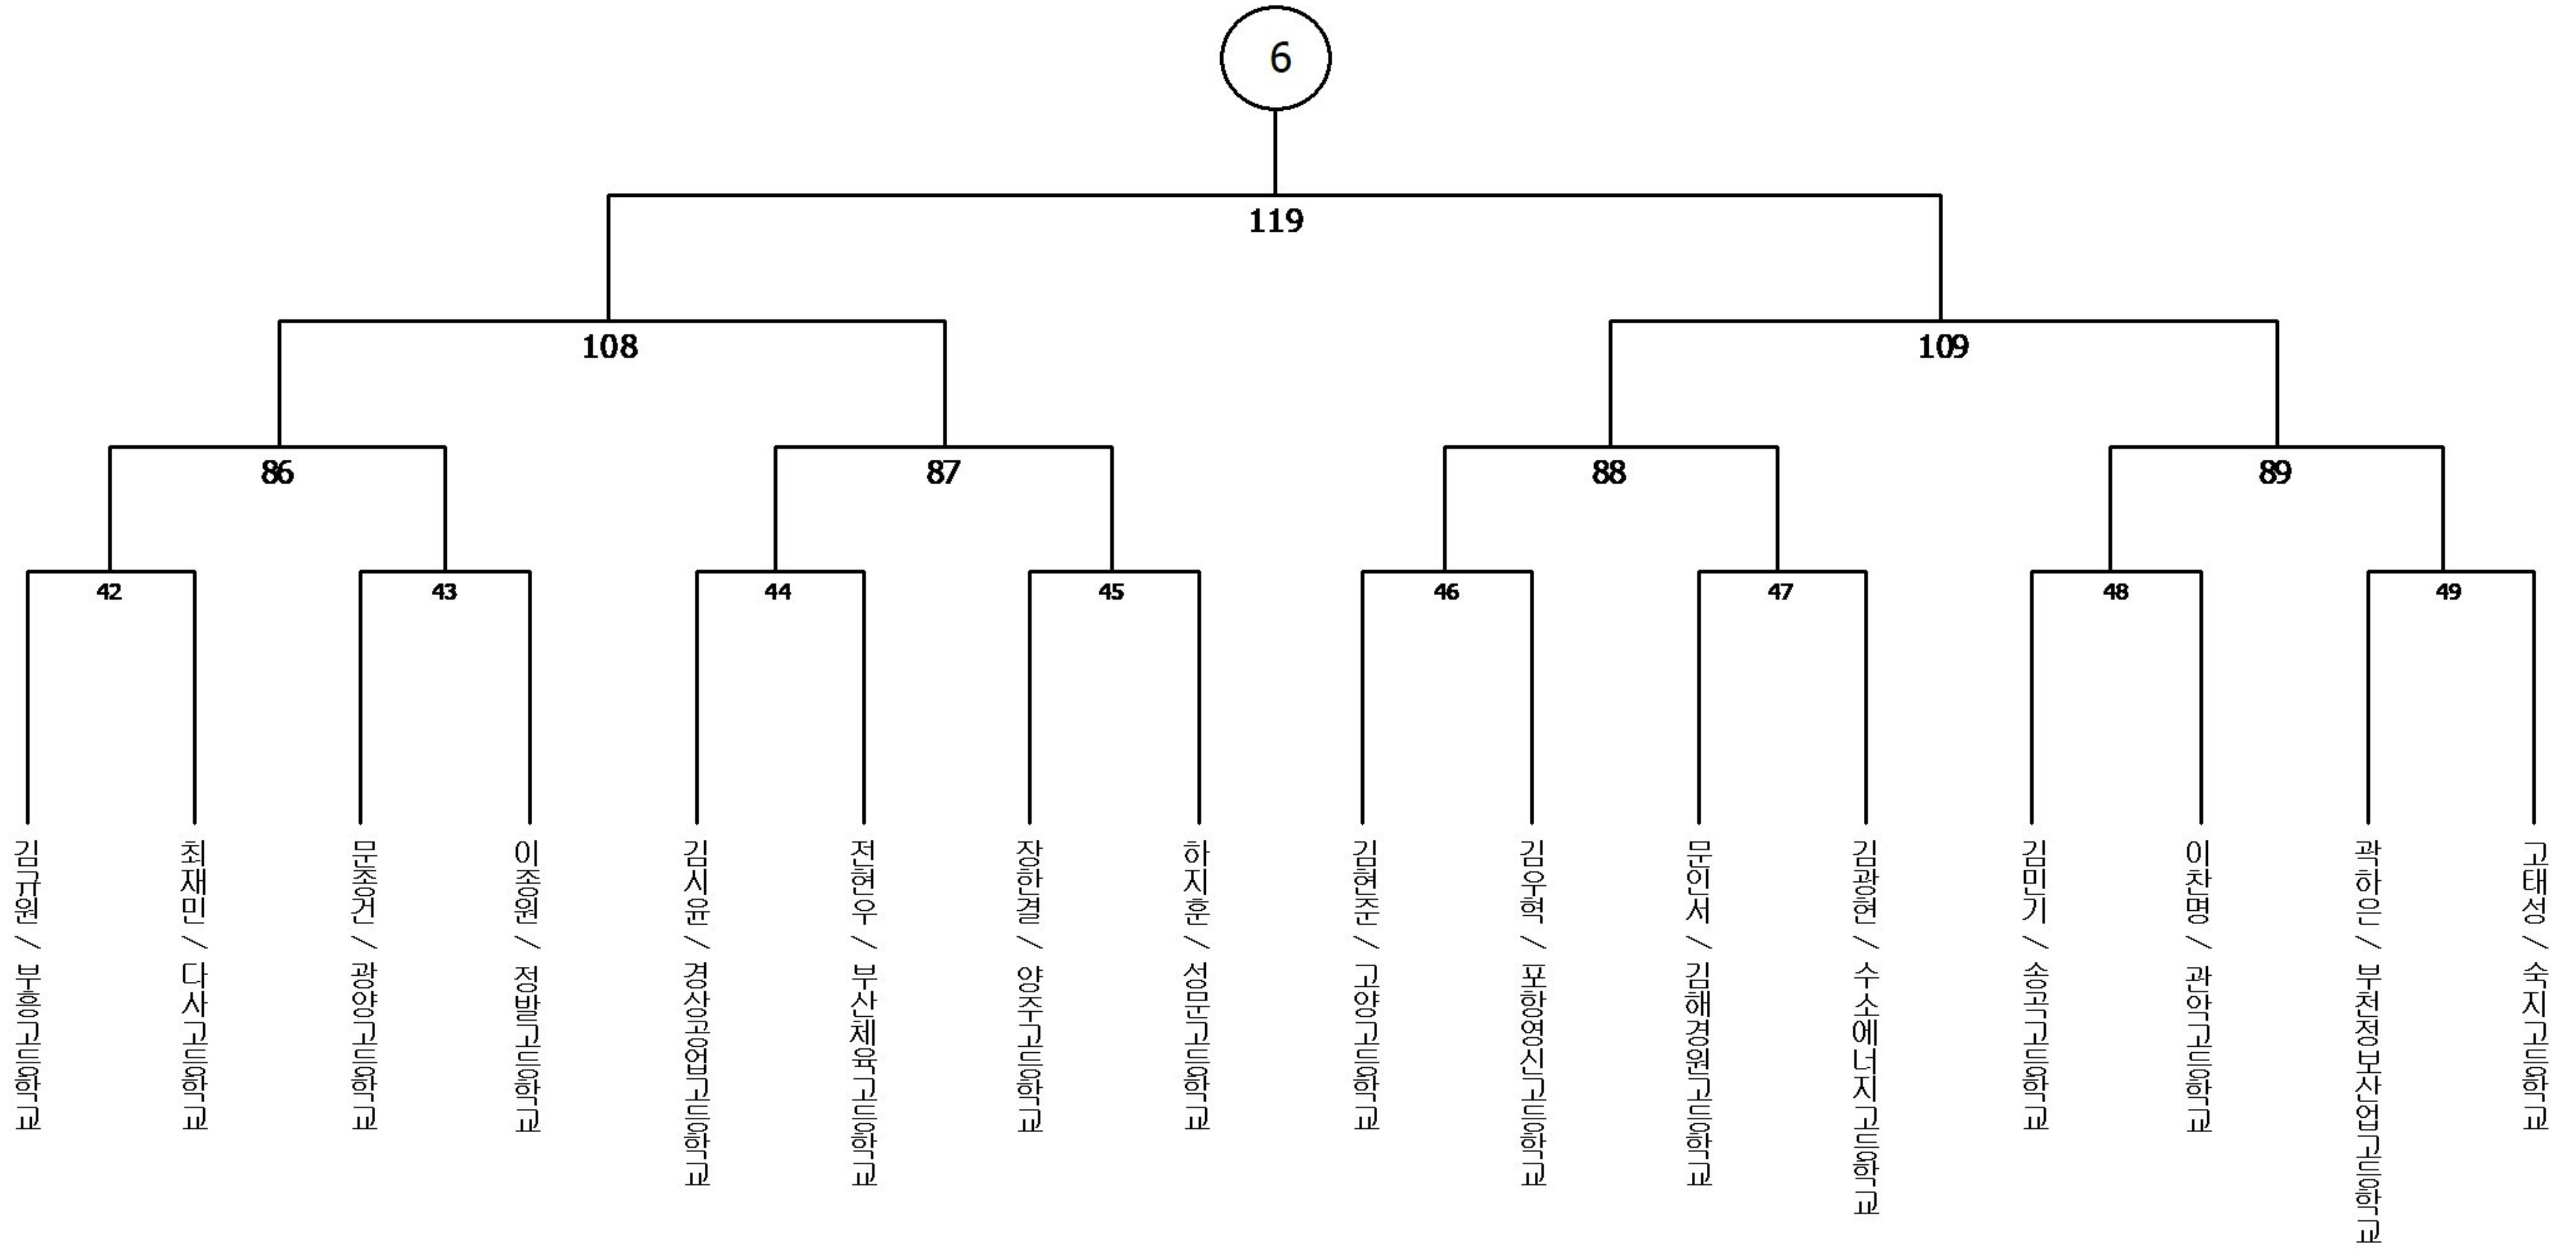 6
119
108
109
86
87
88
89
42
43
44
45
46
47
48
49
김규원 / 부흥고등학교
최재민 / 다사고등학교
문종건 / 광양고등학교
이종원 / 정발고등학교
김시윤 / 경상공업고등학교
전현우 / 부산체육고등학교
장한결 / 양주고등학교
하지훈 / 성문고등학교
김현준 / 고양고등학교
김우혁 / 포항영신고등학교
문인서 / 김해경원고등학교
김광현 / 수소에너지고등학교
김민기 / 송곡고등학교
이찬명 / 관악고등학교
곽하은 / 부천정보산업고등학교
고태성 / 숙지고등학교